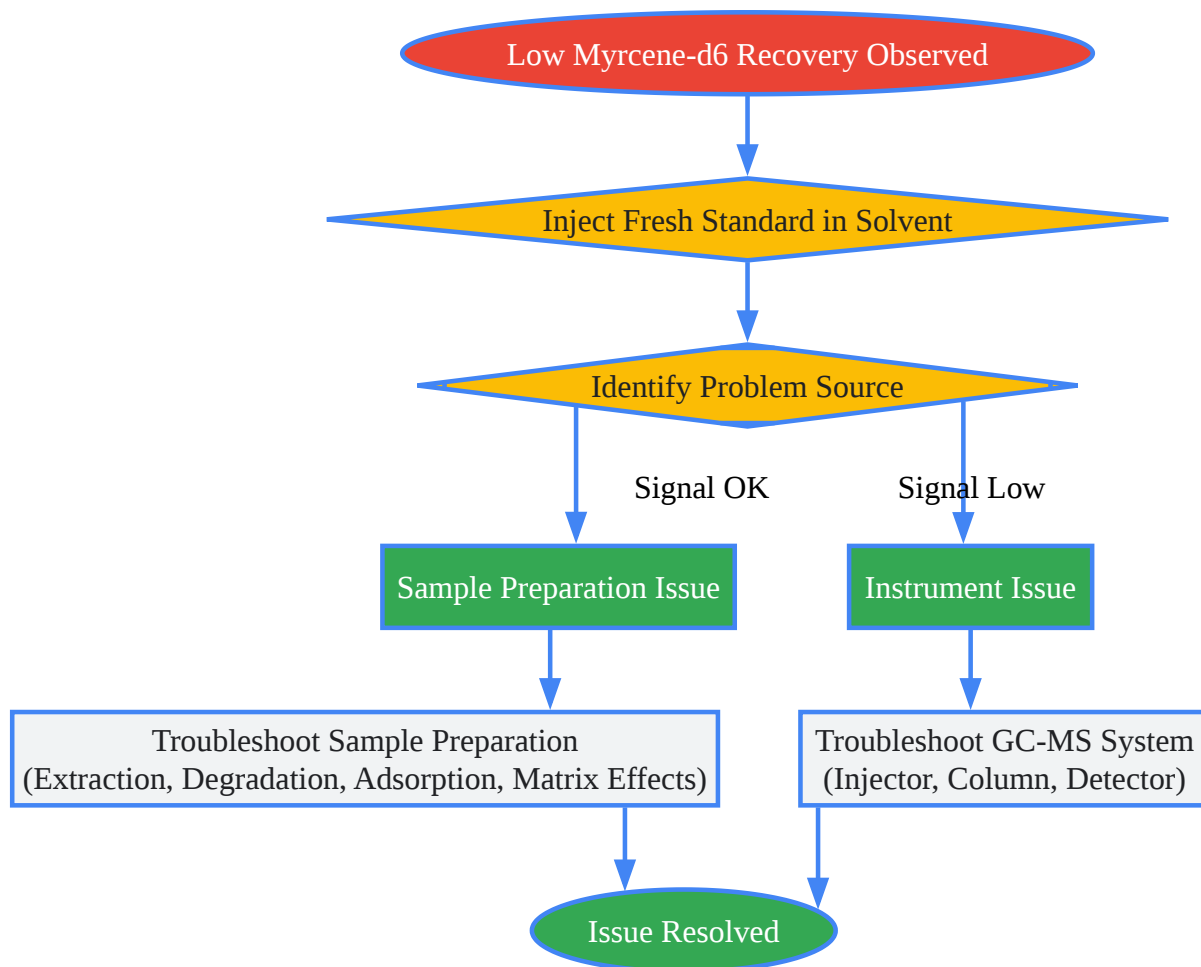 Low Myrcene-d6 Recovery Observed
Inject Fresh Standard in Solvent
Identify Problem Source
Signal OK
Signal Low
Sample Preparation Issue
Instrument Issue
Troubleshoot Sample Preparation
(Extraction, Degradation, Adsorption, Matrix Effects)
Troubleshoot GC-MS System
(Injector, Column, Detector)
Issue Resolved